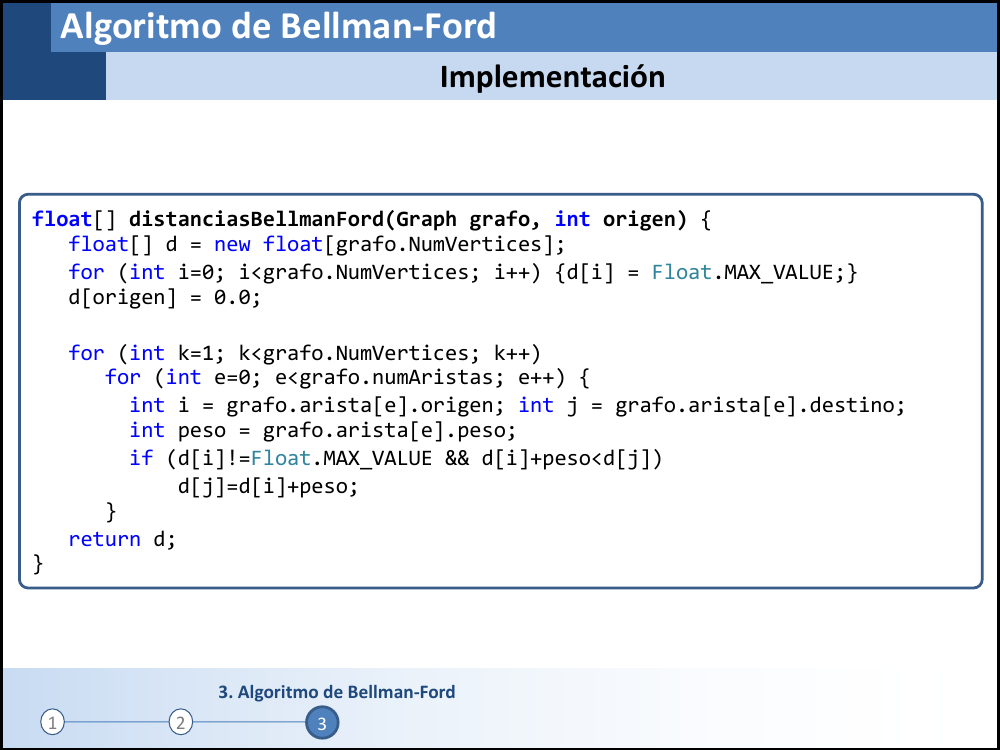 Algoritmo de Bellman-Ford
Implementación
float[] distanciasBellmanFord(Graph grafo, int origen) {
   float[] d = new float[grafo.NumVertices];
   for (int i=0; i<grafo.NumVertices; i++) {d[i] = Float.MAX_VALUE;}
   d[origen] = 0.0;
   for (int k=1; k<grafo.NumVertices; k++)
      for (int e=0; e<grafo.numAristas; e++) {
        int i = grafo.arista[e].origen; int j = grafo.arista[e].destino;
        int peso = grafo.arista[e].peso;
        if (d[i]!=Float.MAX_VALUE && d[i]+peso<d[j])
            d[j]=d[i]+peso;
      }
   return d;
}
3. Algoritmo de Bellman-Ford
1 2 3